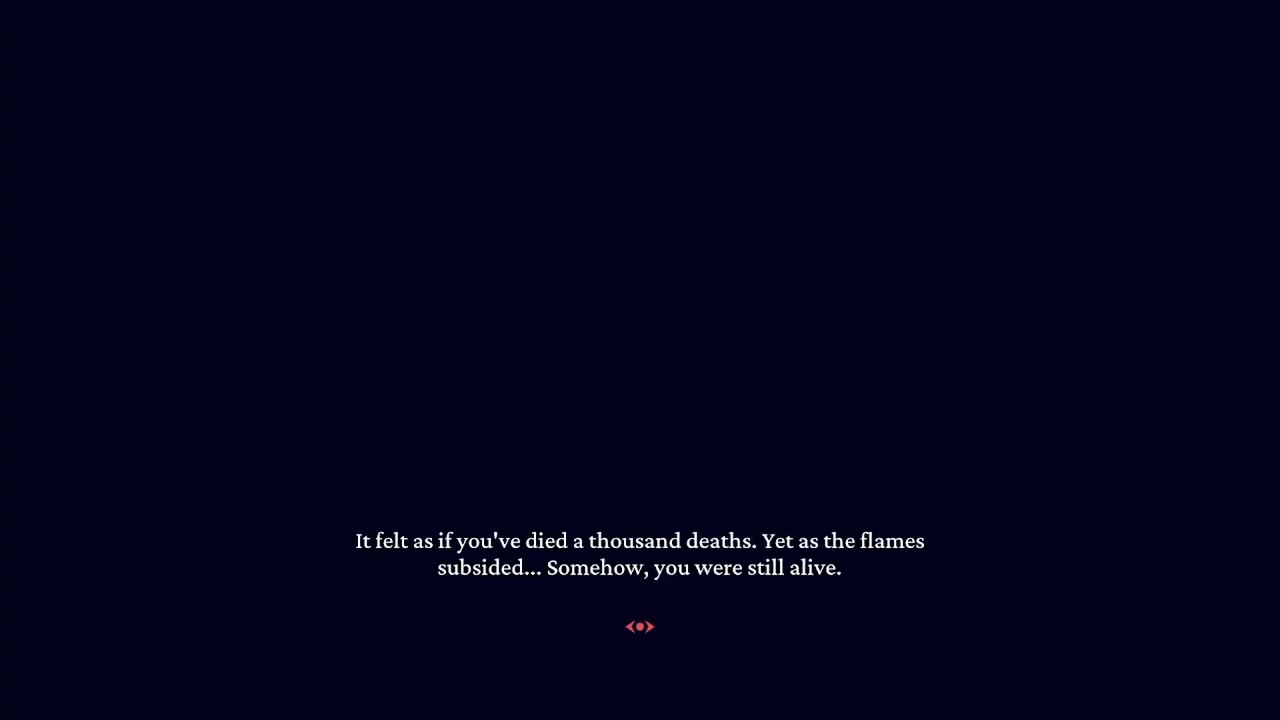 It felt as if you've died a thousand deaths. Yet as the flames
subsided... Somehow, you were still alive.